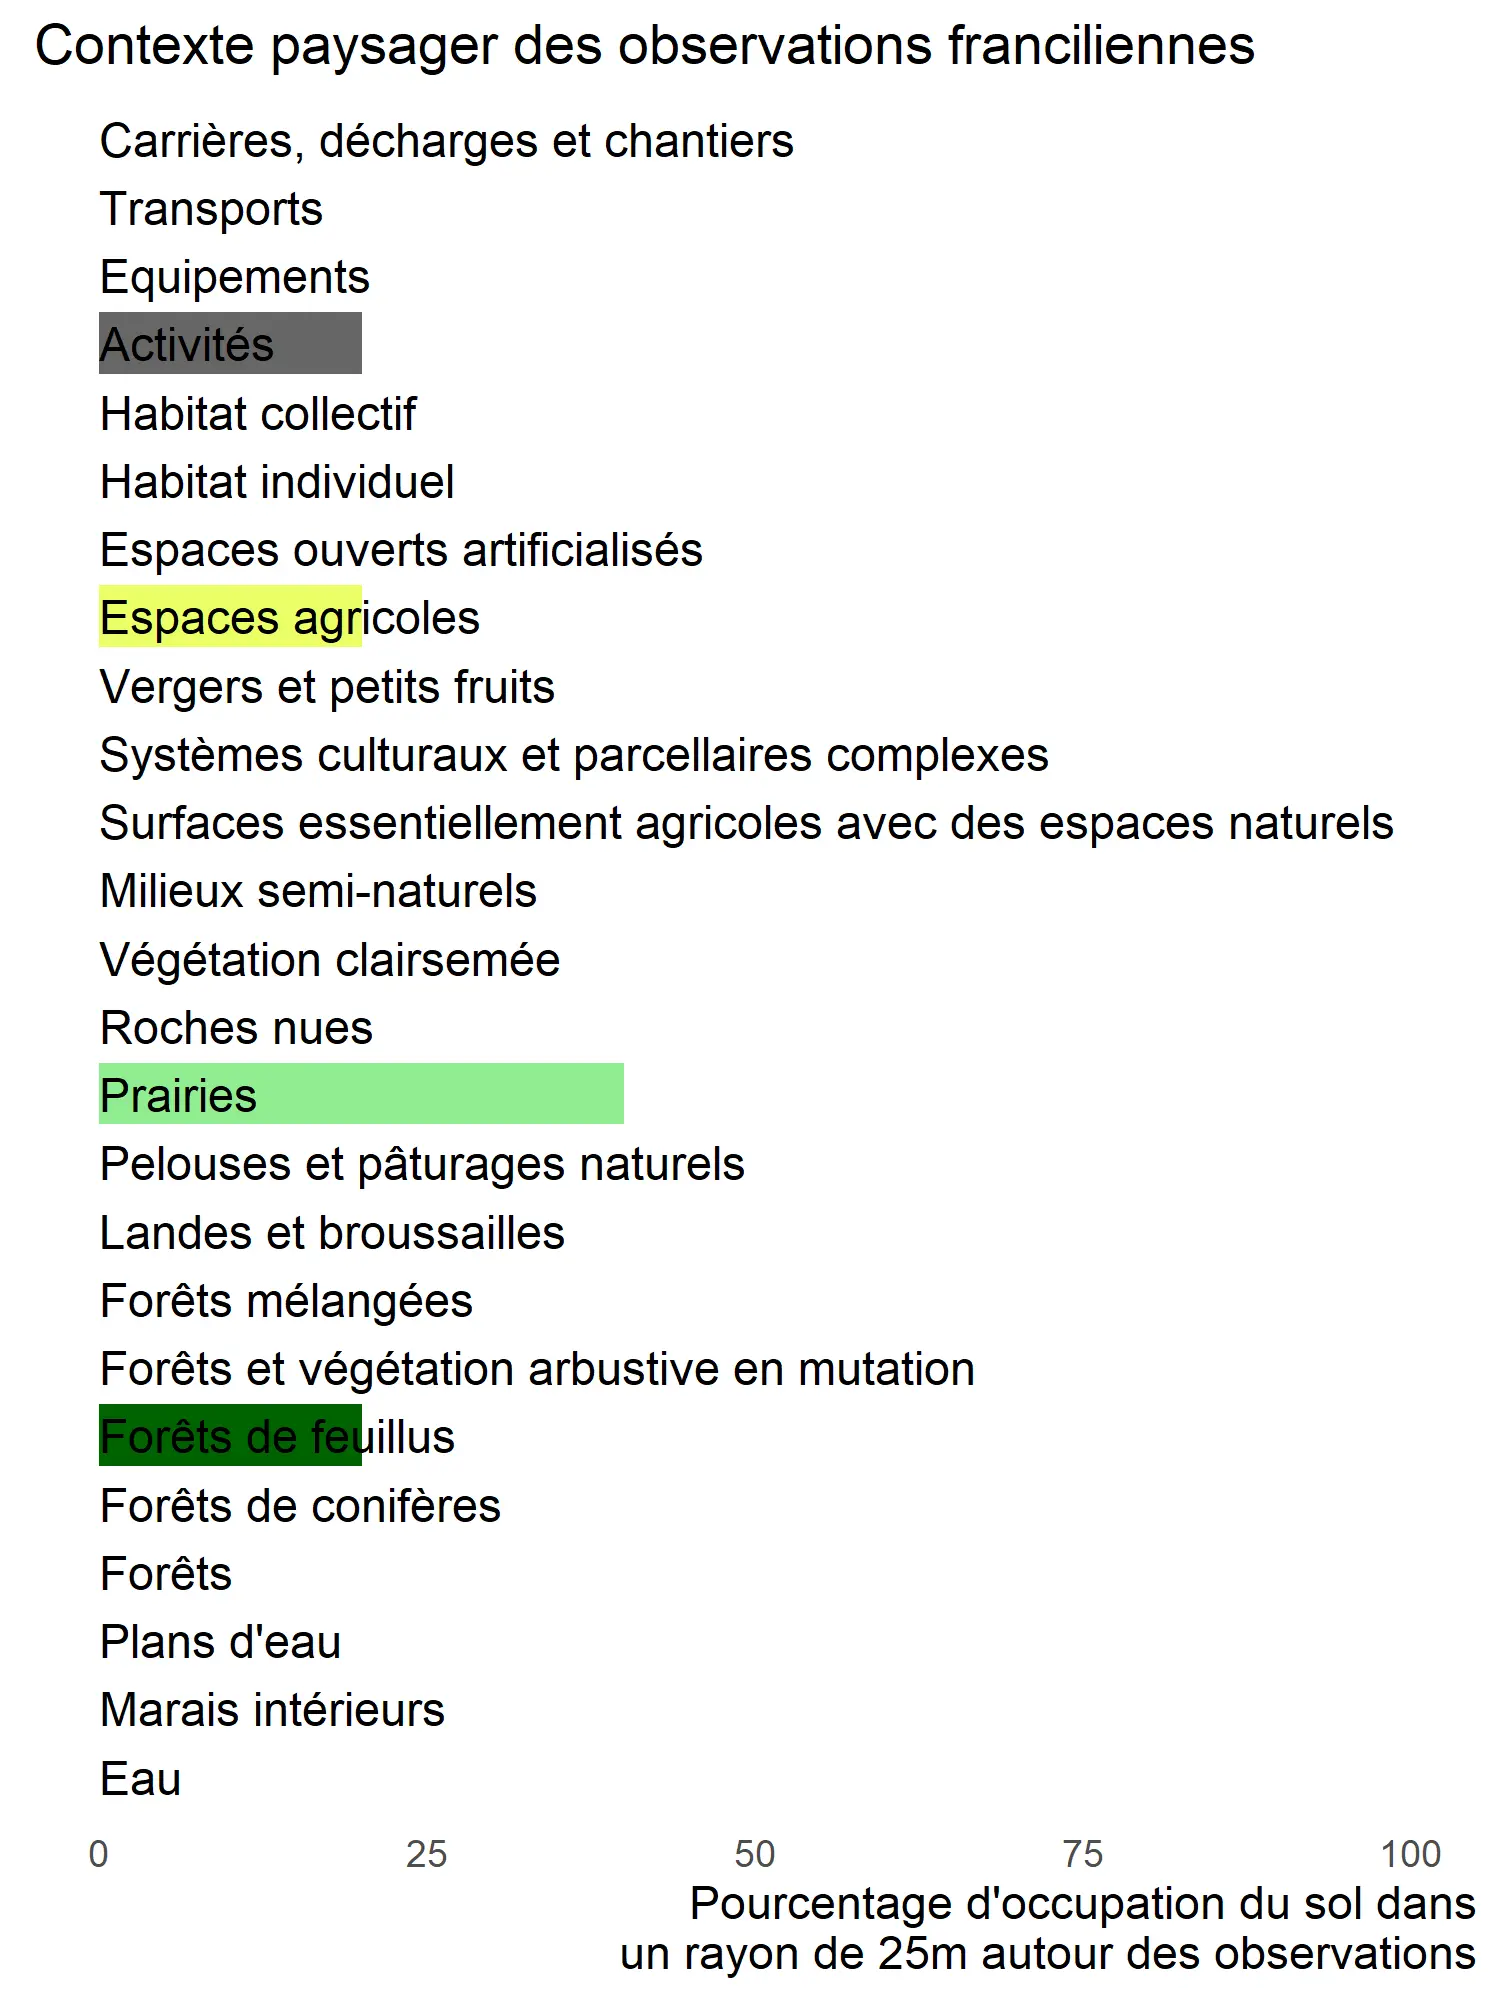 Contexte paysager des observations franciliennes
Carrières, décharges et chantiers
Transports
Equipements
Activités
Habitat collectif
Habitat individuel
Espaces ouverts artificialisés
Espaces agricoles
Vergers et petits fruits
Systèmes culturaux et parcellaires complexes
Surfaces essentiellement agricoles avec des espaces naturels
Milieux semi-naturels
Végétation clairsemée
Roches nues
Prairies
Pelouses et pâturages naturels
Landes et broussailles
Forêts mélangées
Forêts et végétation arbustive en mutation
Forêts de feuillus
Forêts de conifères
Forêts
Plans d'eau
Marais intérieurs
Eau
0 25 50 75 100
Pourcentage d'occupation du sol dans
un rayon de 25m autour des observations